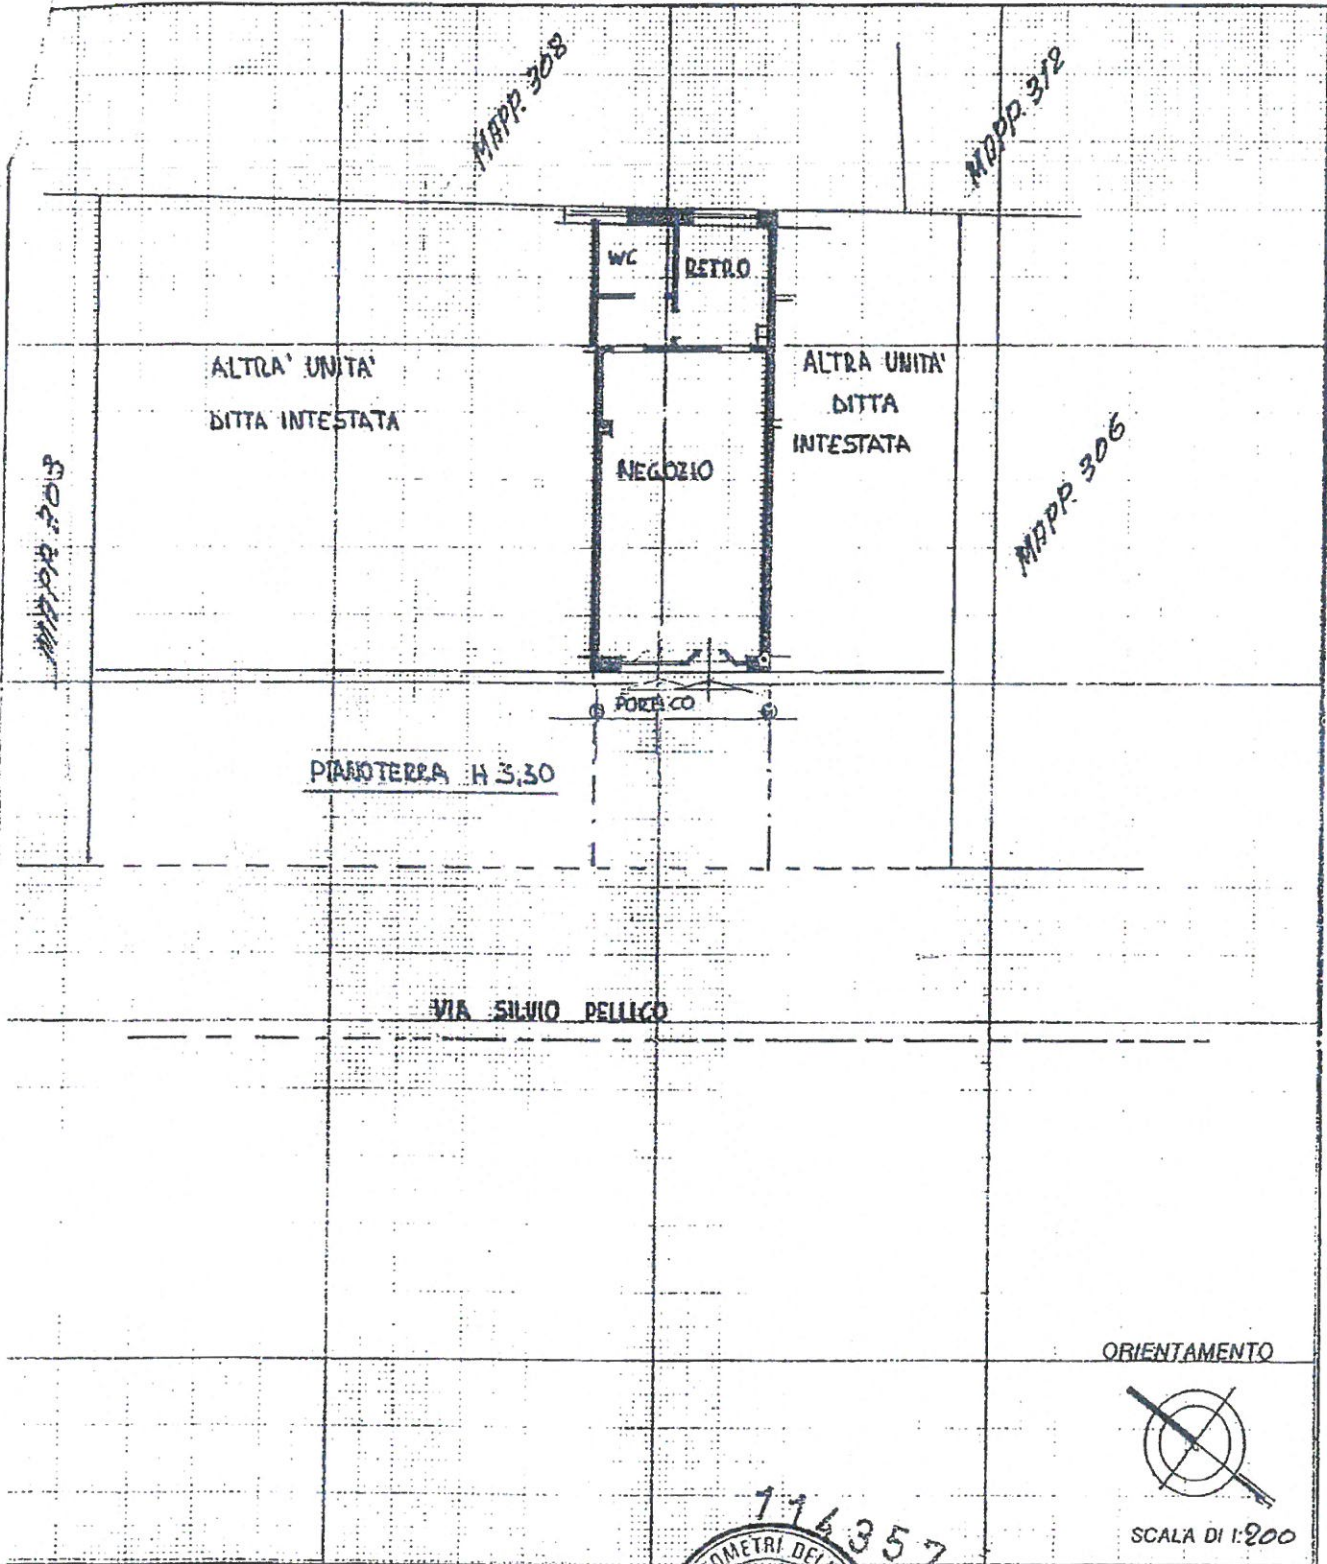 MAPP. 308
MAPP. 312
WC
RETRO
ALTRA' UNITA'
DITTA INTESTATA
ALTRA UNITA'
DITTA
INTESTATA
NEGOZIO
MAPP. 306
PORTICO
PIANOTERRA H 3,30
VIA SILVIO PELLICO
ORIENTAMENTO
SCALA DI 1:200